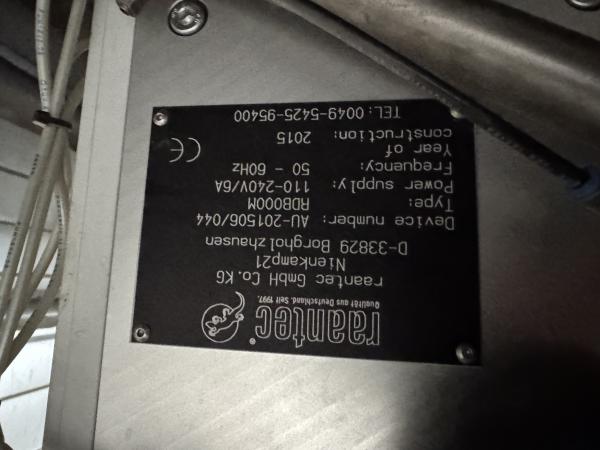 raantec®
Qualität aus Deutschland. Seit 1997.
raantec GmbH Co.KG
Nienkamp21
D-33829 Borgholzhausen
Device number: AU-201506/044
Type: RDB000M
Power supply: 110-240V/6A
Frequency: 50 - 60Hz
Year of
construction: 2015
CE
TEL: 0049-5425-95400